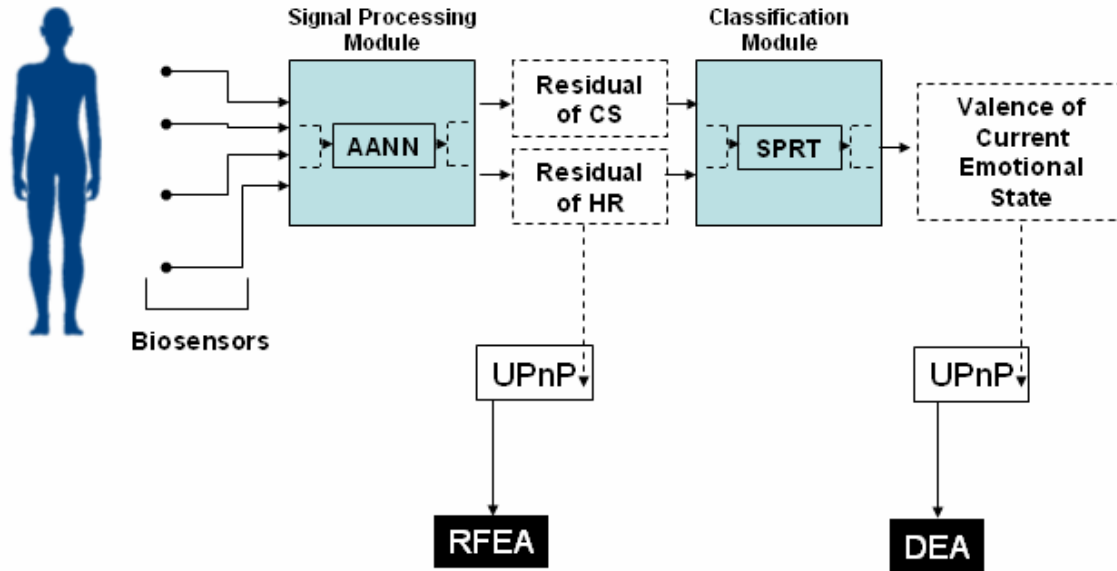 Signal Processing
Module
Classification
Module
AANN
Residual
of CS
Residual
of HR
SPRT
Valence of
Current
Emotional
State
Biosensors
UPnP
UPnP
RFEA
DEA